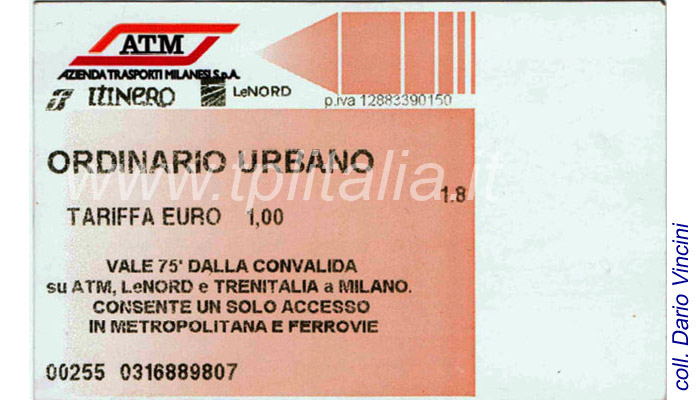 ATM
AZIENDA TRASPORTI MILANESI S.p.A.
ITINERO LeNORD
p.iva 12883390150
ORDINARIO URBANO
www.tplitalia.it
1.8
TARIFFA EURO 1,00
VALE 75' DALLA CONVALIDA
su ATM, LeNORD e TRENITALIA a MILANO.
CONSENTE UN SOLO ACCESSO
IN METROPOLITANA E FERROVIE
00255 0316889807
coll. Dario Vincini